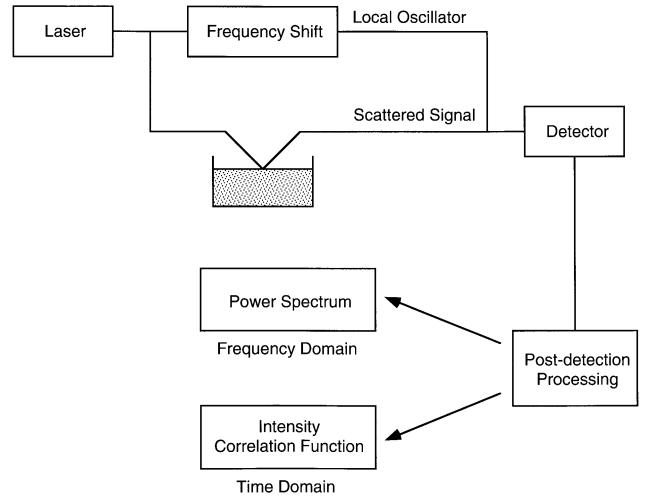 Laser
Frequency Shift
Local Oscillator
Scattered Signal
Detector
Power Spectrum
Frequency Domain
Post-detection
Processing
Intensity
Correlation Function
Time Domain